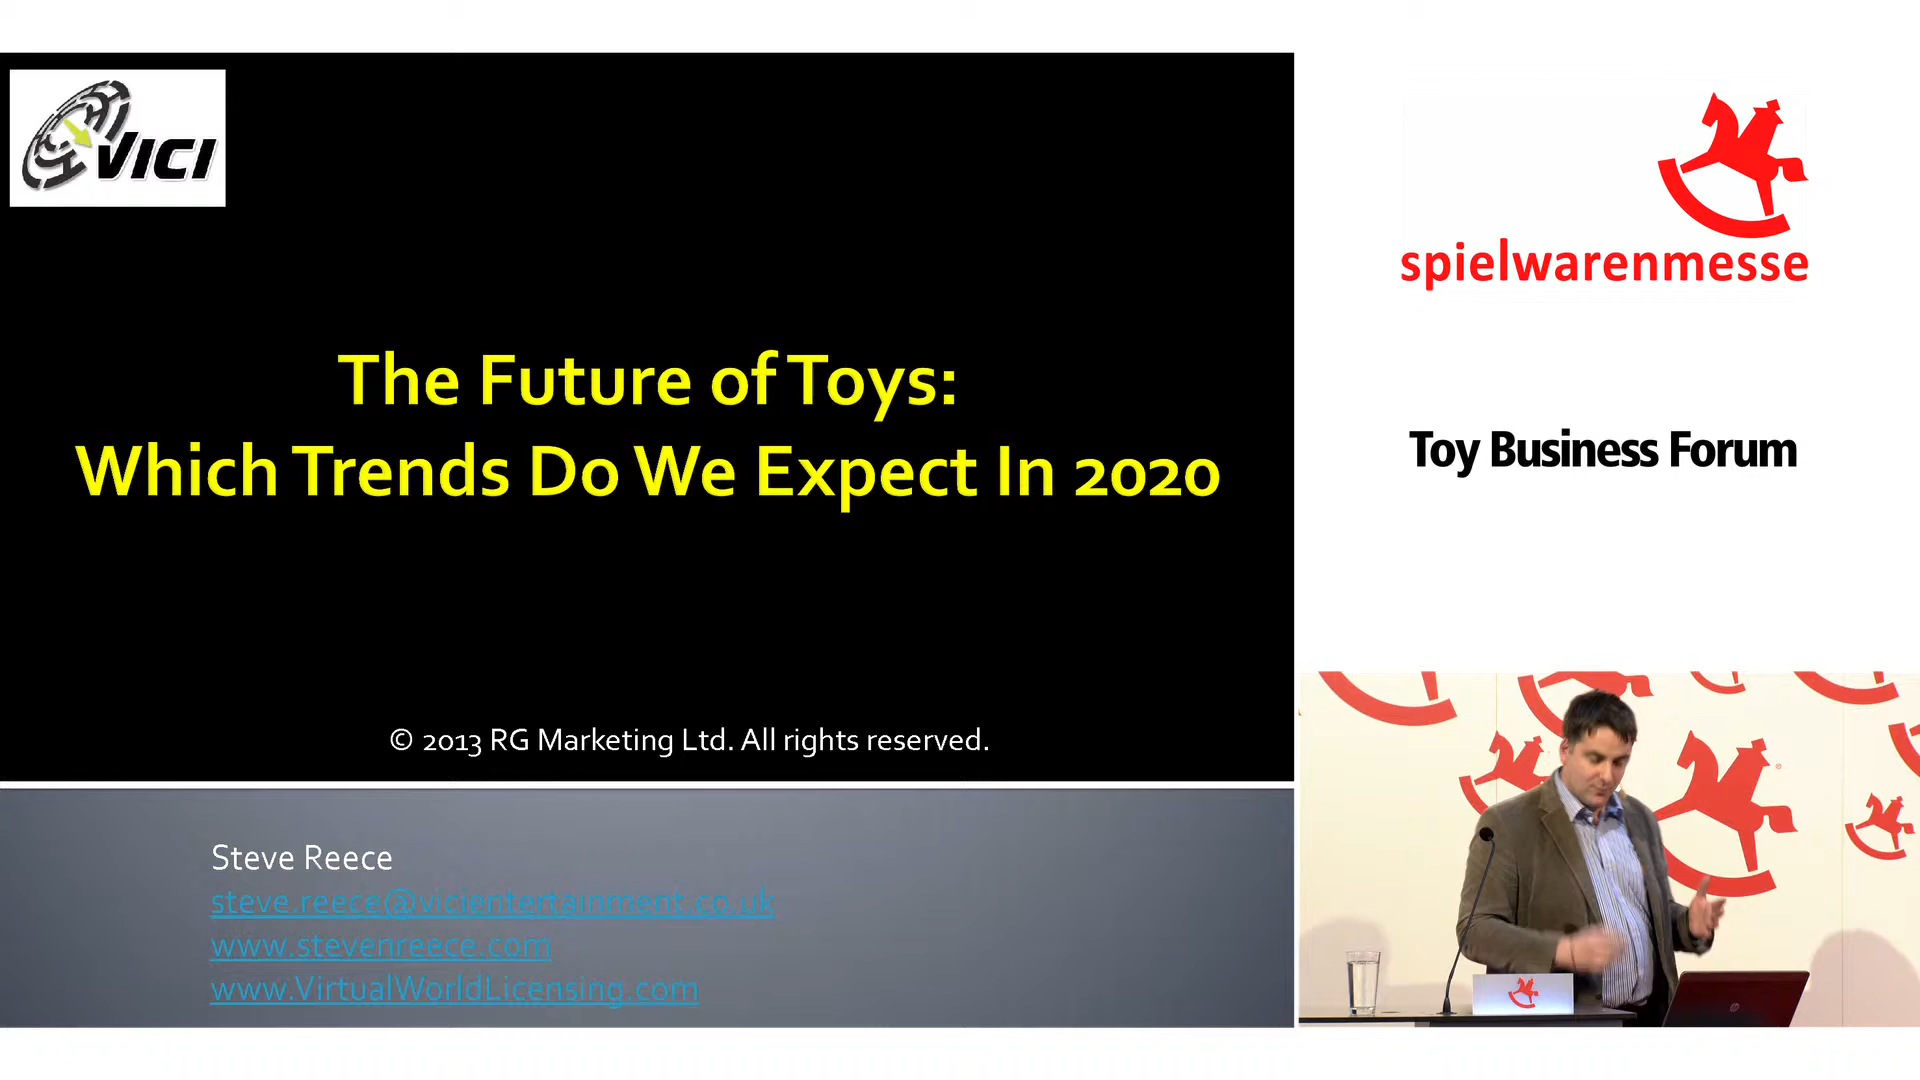 VICI
The Future of Toys:
Which Trends Do We Expect In 2020
© 2013 RG Marketing Ltd. All rights reserved.
Steve Reece
steve.reece@vicientertainment.co.uk
www.stevenreece.com
www.VirtualWorldLicensing.com
spielwarenmesse
Toy Business Forum